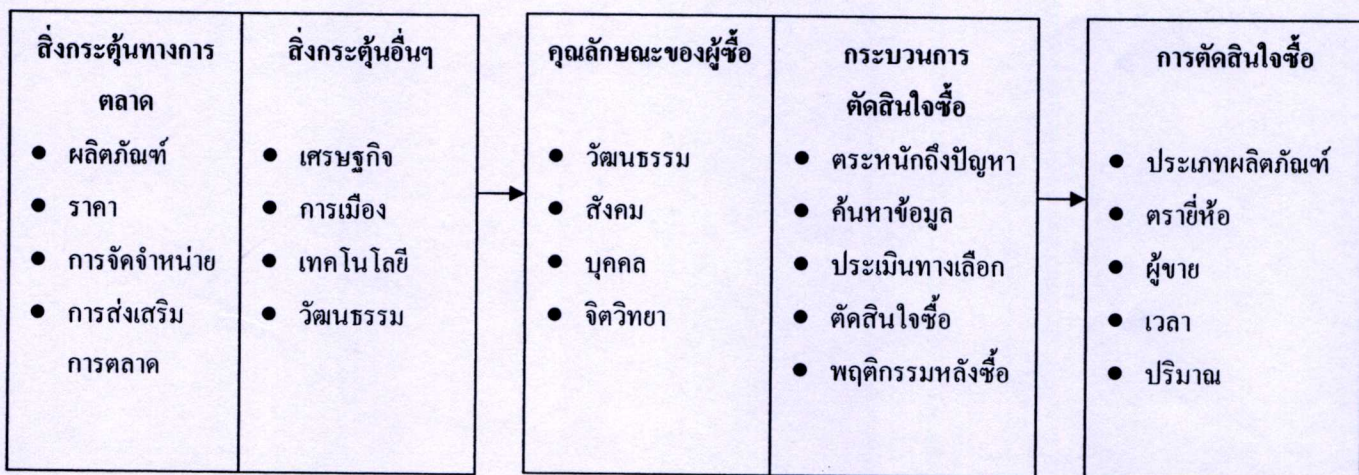 สิ่งกระตุ้นทางการ
ตลาด
● ผลิตภัณฑ์
● ราคา
● การจัดจำหน่าย
● การส่งเสริม
การตลาด
สิ่งกระตุ้นอื่นๆ
● เศรษฐกิจ
● การเมือง
● เทคโนโลยี
● วัฒนธรรม
คุณลักษณะของผู้ซื้อ
● วัฒนธรรม
● สังคม
● บุคคล
● จิตวิทยา
กระบวนการ
ตัดสินใจซื้อ
● ตระหนักถึงปัญหา
● ค้นหาข้อมูล
● ประเมินทางเลือก
● ตัดสินใจซื้อ
● พฤติกรรมหลังซื้อ
การตัดสินใจซื้อ
● ประเภทผลิตภัณฑ์
● ตรายี่ห้อ
● ผู้ขาย
● เวลา
● ปริมาณ